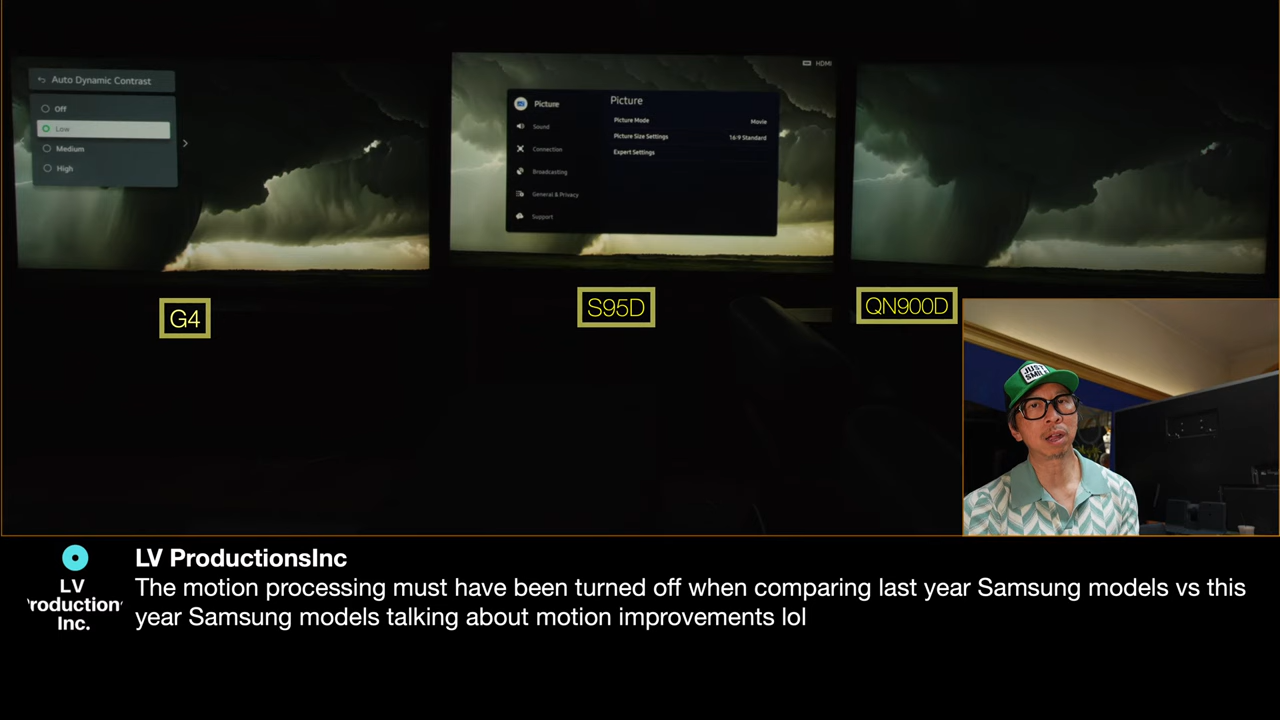 Auto Dynamic Contrast
Off
Low
Medium
High
HDMI
Picture
Sound
Connection
Broadcasting
General & Privacy
Support
Picture
Picture Mode Movie
Picture Size Settings 16:9 Standard
Expert Settings
G4
S95D
QN900D
JUST
SMILE
LV
Production
Inc.
LV ProductionsInc
The motion processing must have been turned off when comparing last year Samsung models vs this
year Samsung models talking about motion improvements lol